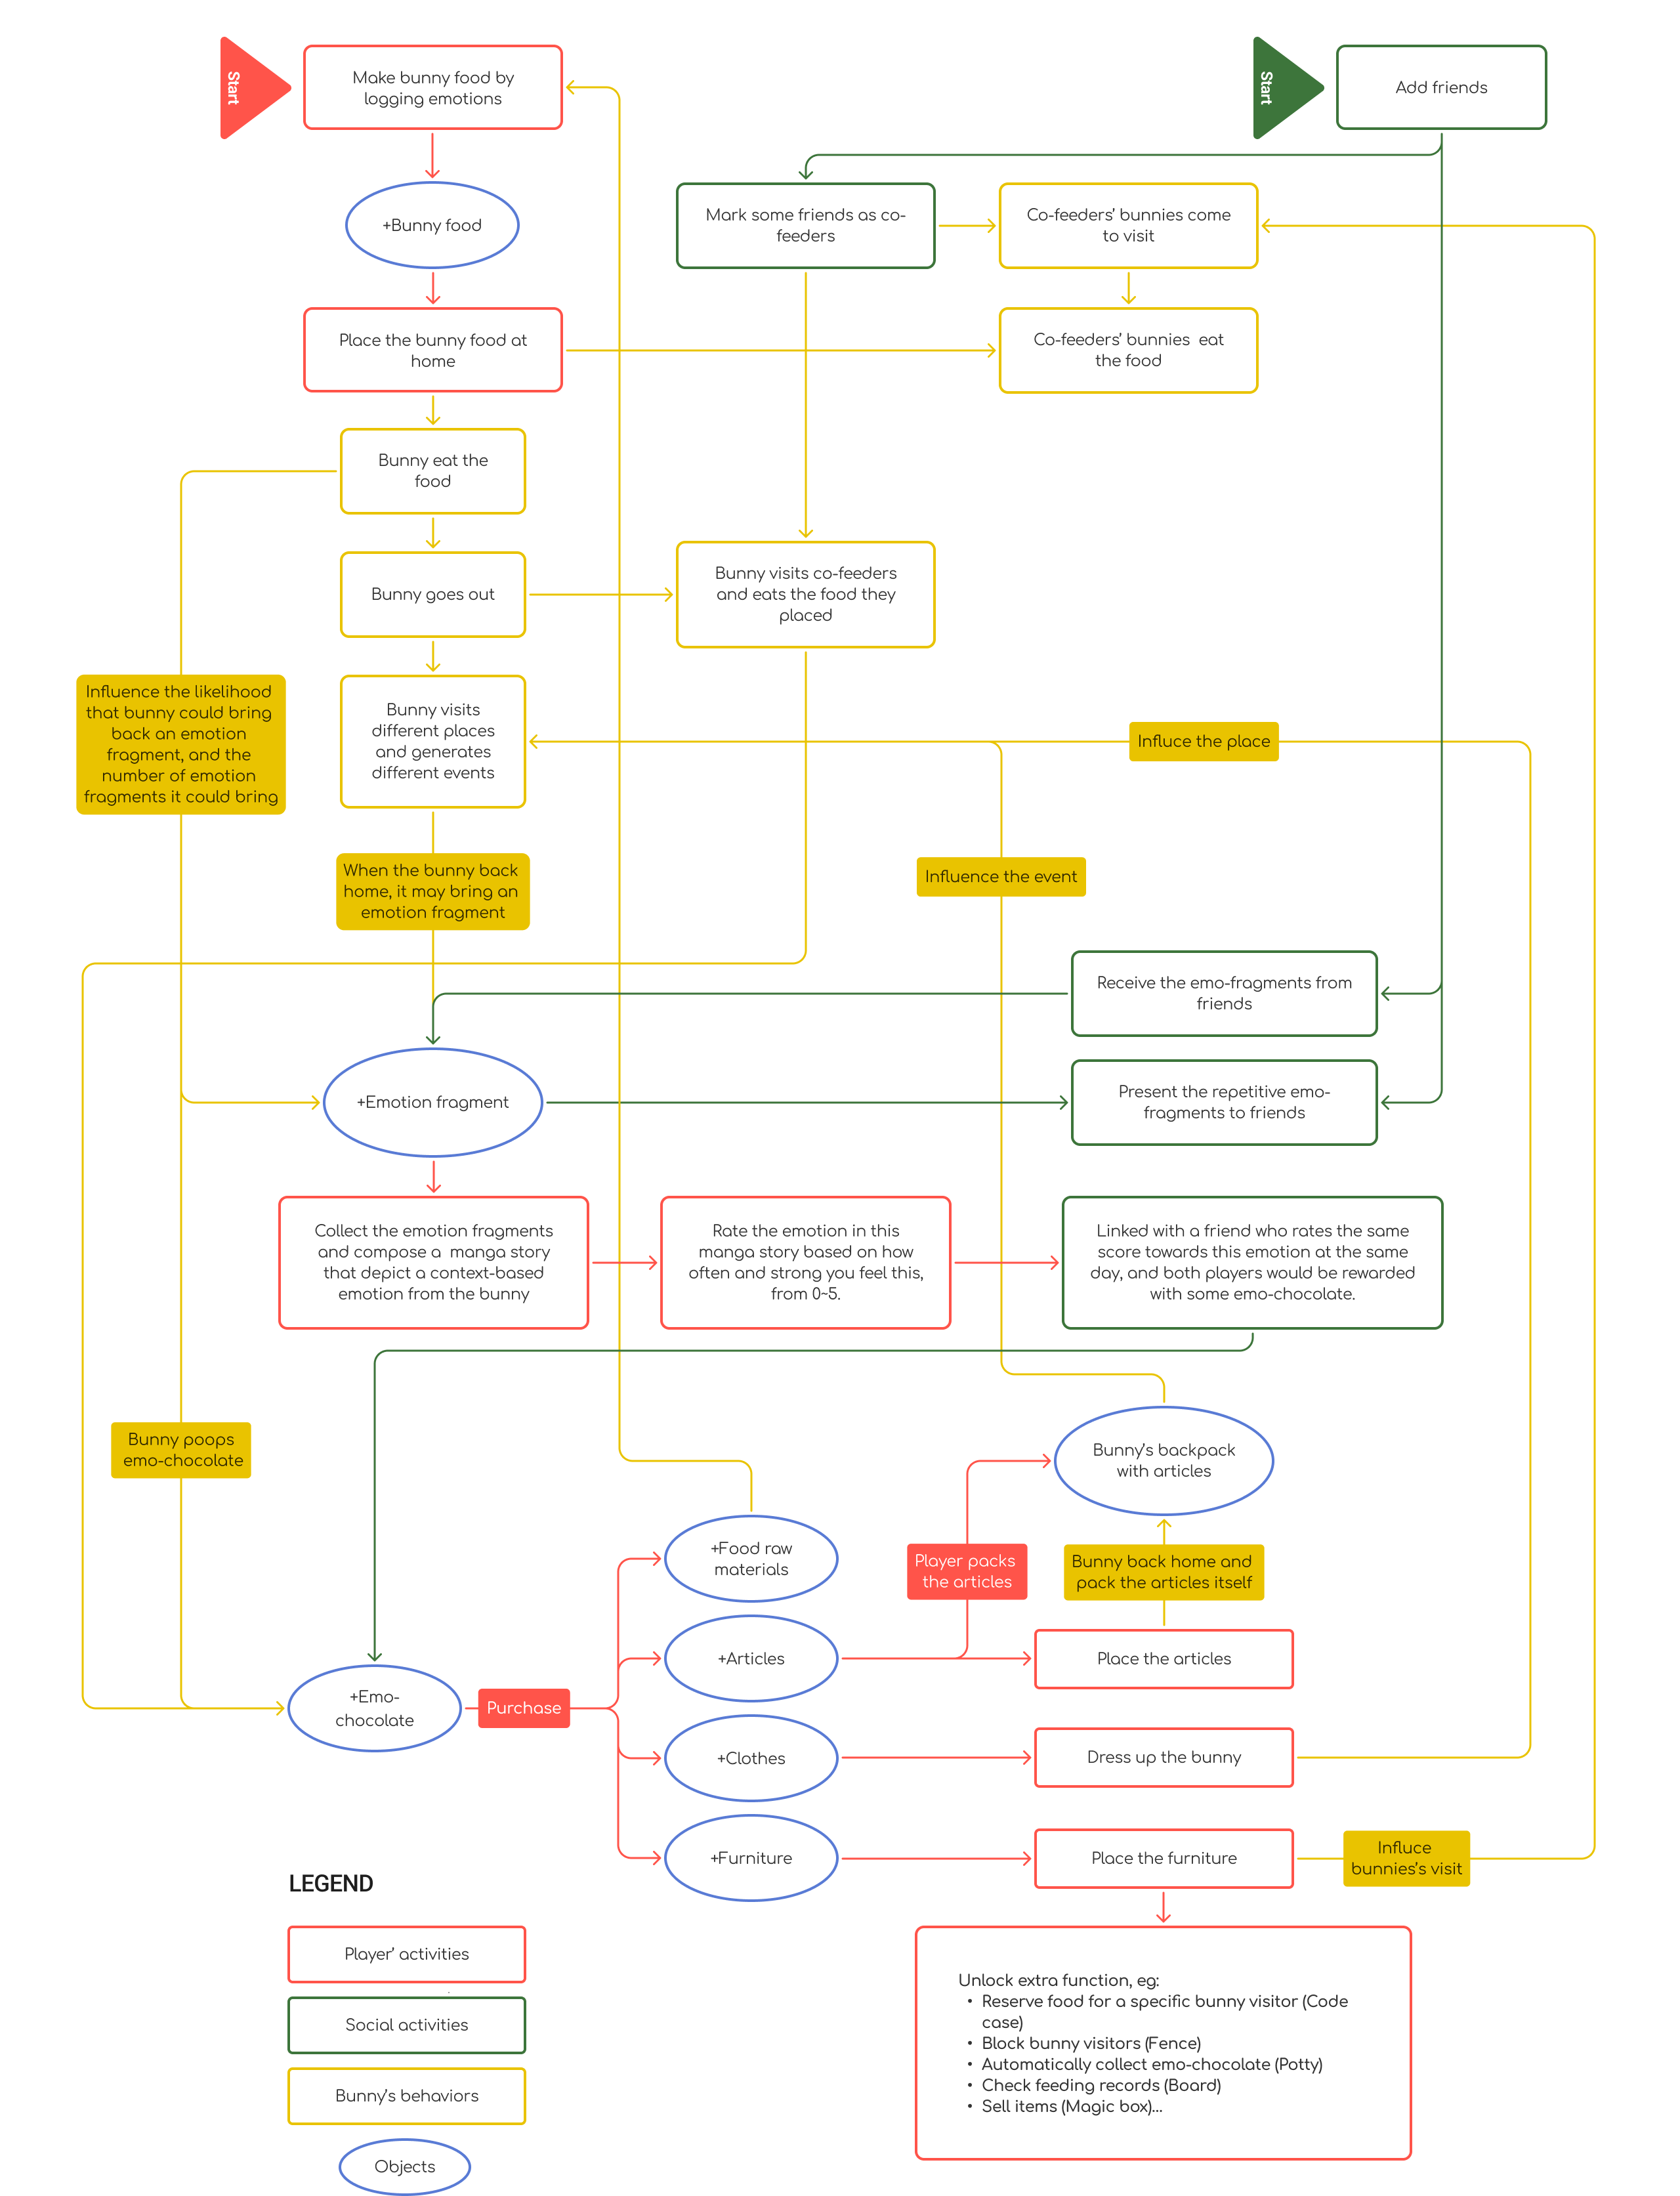 Start
Make bunny food by
logging emotions
Start
Add friends
+Bunny food
Mark some friends as co-
feeders
Co-feeders’ bunnies come
to visit
Place the bunny food at
home
Co-feeders’ bunnies  eat
the food
Bunny eat the
food
Bunny goes out
Bunny visits co-feeders
and eats the food they
placed
Influence the likelihood
that bunny could bring
back an emotion
fragment, and the
number of emotion
fragments it could bring
Bunny visits
different places
and generates
different events
Influce the place
When the bunny back
home, it may bring an
emotion fragment
Influence the event
Receive the emo-fragments from
friends
+Emotion fragment
Present the repetitive emo-
fragments to friends
Collect the emotion fragments
and compose a  manga story
that depict a context-based
emotion from the bunny
Rate the emotion in this
manga story based on how
often and strong you feel this,
from 0~5.
Linked with a friend who rates the same
score towards this emotion at the same
day, and both players would be rewarded
with some emo-chocolate.
Bunny poops
emo-chocolate
Bunny’s backpack
with articles
+Food raw
materials
Player packs
the articles
Bunny back home and
pack the articles itself
+Articles
Place the articles
+Emo-
chocolate
Purchase
+Clothes
Dress up the bunny
+Furniture
Place the furniture
Influce
bunnies’s visit
LEGEND
Player’ activities
Social activities
Bunny’s behaviors
Objects
Unlock extra function, eg:
• Reserve food for a specific bunny visitor (Code
case)
• Block bunny visitors (Fence)
• Automatically collect emo-chocolate (Potty)
• Check feeding records (Board)
• Sell items (Magic box)...